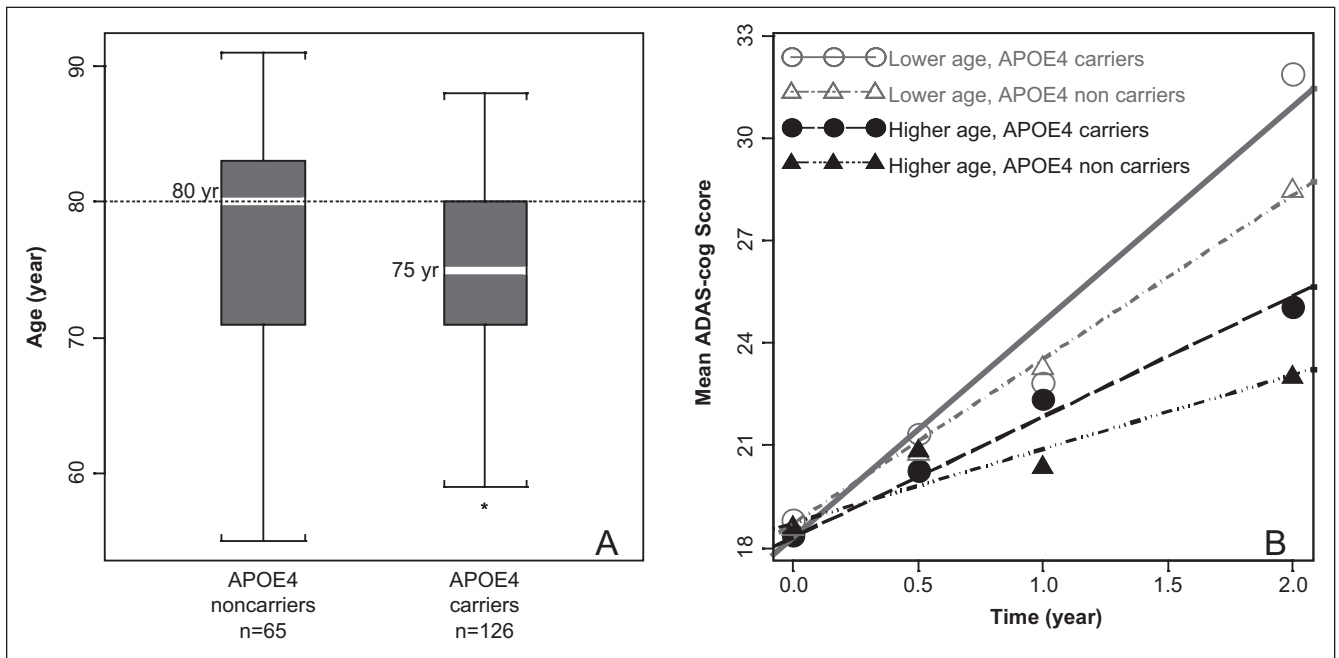 Age (year)
90
80
70
60
80 yr
75 yr
*
A
APOE4
noncarriers
n=65
APOE4
carriers
n=126
Mean ADAS-cog Score
33
30
27
24
21
18
Lower age, APOE4 carriers
Lower age, APOE4 non carriers
Higher age, APOE4 carriers
Higher age, APOE4 non carriers
B
0.0 0.5 1.0 1.5 2.0
Time (year)